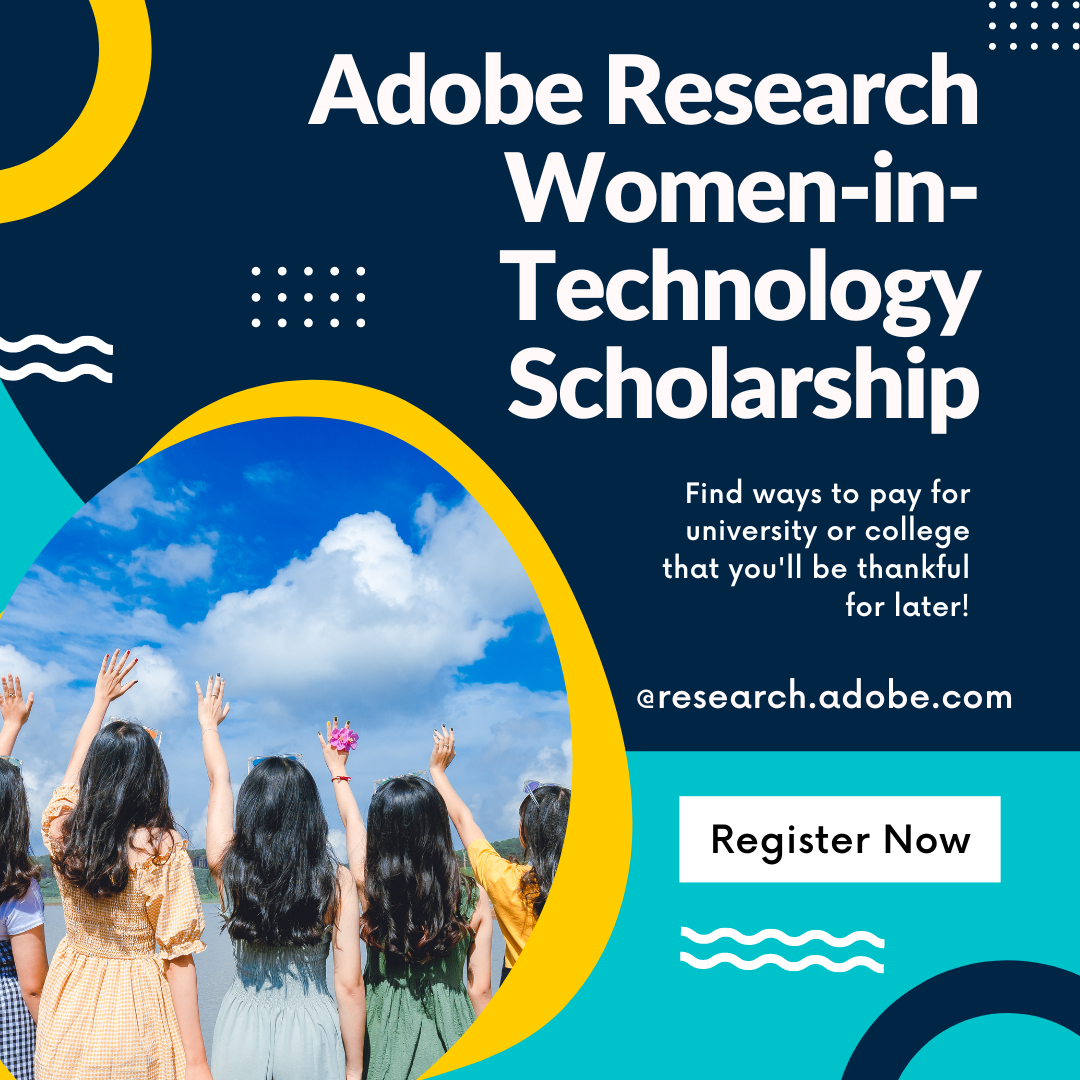 Adobe Research
Women-in-
Technology
Scholarship
Find ways to pay for
university or college
that you'll be thankful
for later!
@research.adobe.com
Register Now